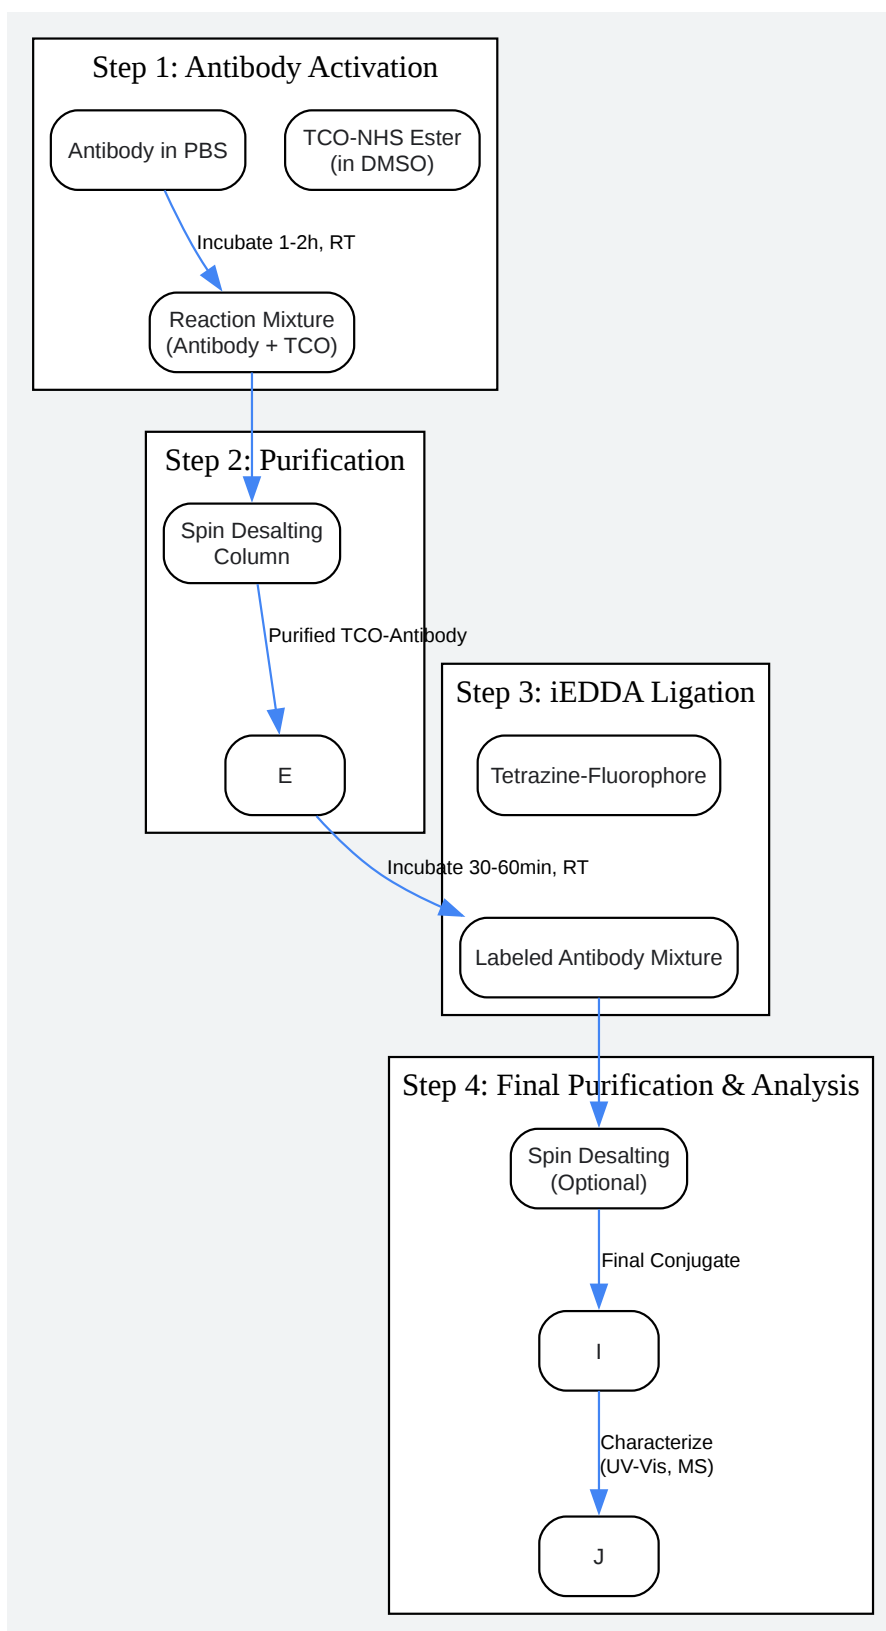 Step 1: Antibody Activation
Antibody in PBS
TCO-NHS Ester
(in DMSO)
Incubate 1-2h, RT
Reaction Mixture
(Antibody + TCO)
Step 2: Purification
Spin Desalting
Column
Purified TCO-Antibody
Step 3: iEDDA Ligation
E
Tetrazine-Fluorophore
Incubate 30-60min, RT
Labeled Antibody Mixture
Step 4: Final Purification & Analysis
Spin Desalting
(Optional)
Final Conjugate
I
Characterize
(UV-Vis, MS)
J